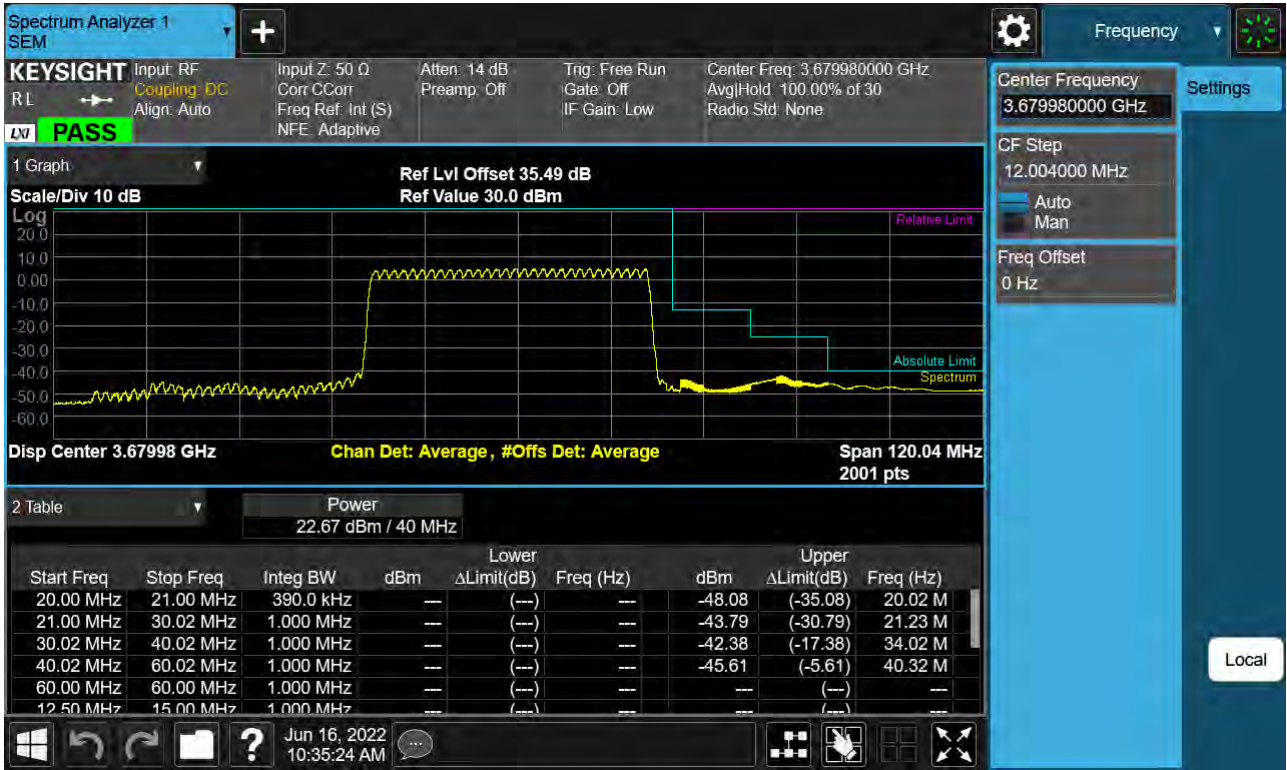 Spectrum Analyzer 1
SEM
Frequency
KEYSIGHT
RL
LXI
PASS
Input: RF
Coupling: DC
Align: Auto
Input Z: 50 Ω
Corr CCorr
Freq Ref: Int (S)
NFE: Adaptive
Atten: 14 dB
Preamp: Off
Trig: Free Run
Gate: Off
IF Gain: Low
Center Freq: 3.679980000 GHz
Avg|Hold: 100.00% of 30
Radio Std: None
Center Frequency
3.679980000 GHz
Settings
CF Step
12.004000 MHz
Auto
Man
Freq Offset
0 Hz
Local
1 Graph
Scale/Div 10 dB
Ref Lvl Offset 35.49 dB
Ref Value 30.0 dBm
Log
20.0
10.0
0.00
-10.0
-20.0
-30.0
-40.0
-50.0
-60.0
Relative Limit
Absolute Limit
Spectrum
Disp Center 3.67998 GHz
Chan Det: Average , #Offs Det: Average
Span 120.04 MHz
2001 pts
2 Table
Power
22.67 dBm / 40 MHz
Lower Upper
Start Freq Stop Freq Integ BW dBm ΔLimit(dB) Freq (Hz) dBm ΔLimit(dB) Freq (Hz)
20.00 MHz 21.00 MHz 390.0 kHz --- (---) --- -48.08 (-35.08) 20.02 M
21.00 MHz 30.02 MHz 1.000 MHz --- (---) --- -43.79 (-30.79) 21.23 M
30.02 MHz 40.02 MHz 1.000 MHz --- (---) --- -42.38 (-17.38) 34.02 M
40.02 MHz 60.02 MHz 1.000 MHz --- (---) --- -45.61 (-5.61) 40.32 M
60.00 MHz 60.00 MHz 1.000 MHz --- (---) --- --- (---) ---
12.50 MHz 15.00 MHz 1.000 MHz --- (---) --- --- (---) ---
?
Jun 16, 2022
10:35:24 AM